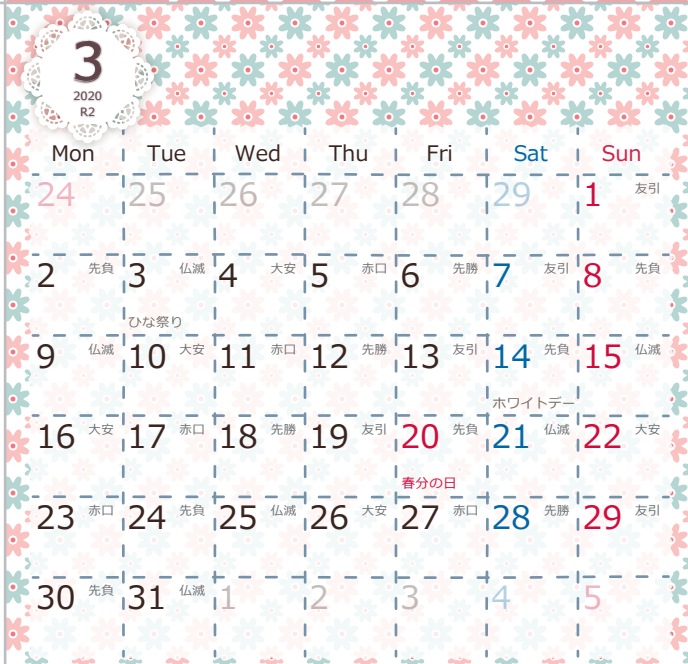 3
2020
R2
Mon Tue Wed Thu Fri Sat Sun
24 25 26 27 28 29 1 友引
2 先負 3 仏滅 4 大安 5 赤口 6 先勝 7 友引 8 先負
ひな祭り
9 仏滅 10 大安 11 赤口 12 先勝 13 友引 14 先負 15 仏滅
ホワイトデー
16 大安 17 赤口 18 先勝 19 友引 20 先負 21 仏滅 22 大安
春分の日
23 赤口 24 先負 25 仏滅 26 大安 27 赤口 28 先勝 29 友引
30 先負 31 仏滅 1 2 3 4 5